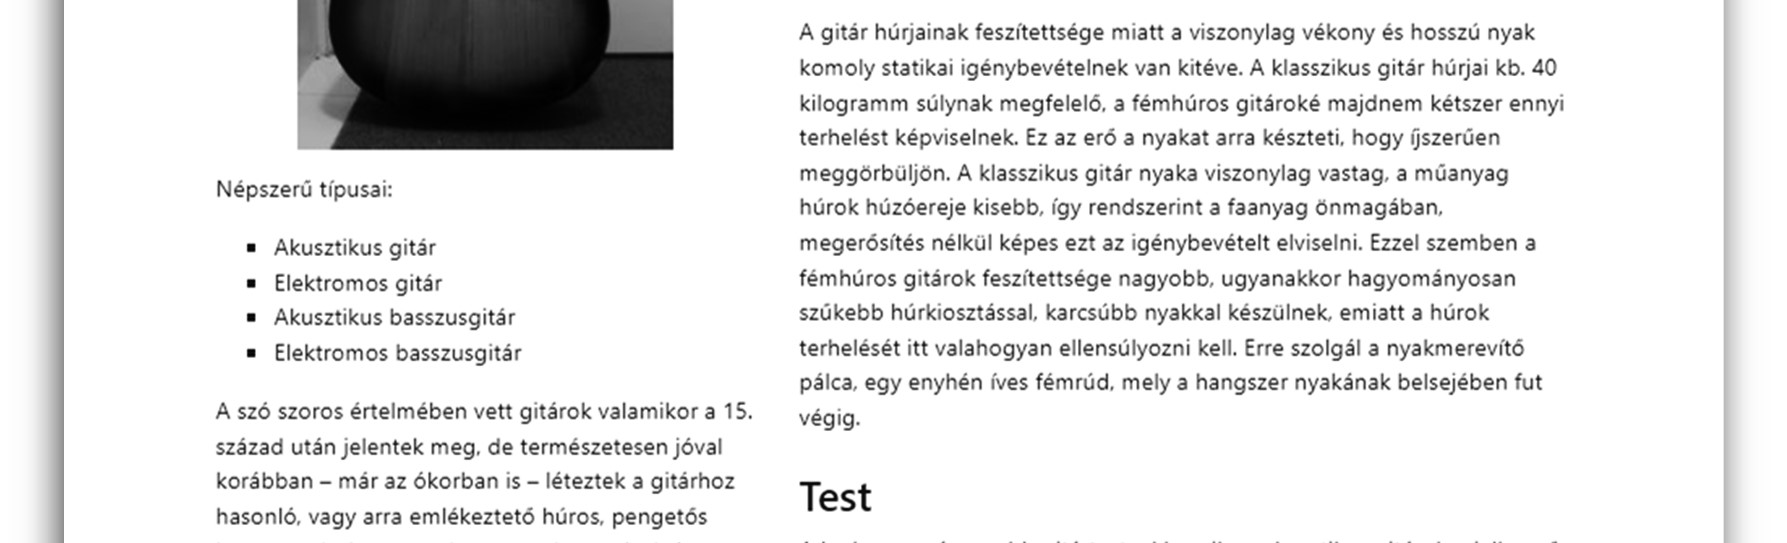 Népszerű típusai:
Akusztikus gitár
Elektromos gitár
Akusztikus basszusgitár
Elektromos basszusgitár
A szó szoros értelmében vett gitárok valamikor a 15.
század után jelentek meg, de természetesen jóval
korábban – már az ókorban is – léteztek a gitárhoz
hasonló, vagy arra emlékeztető húros, pengetős
A gitár húrjainak feszítettsége miatt a viszonylag vékony és hosszú nyak
komoly statikai igénybevételnek van kitéve. A klasszikus gitár húrjai kb. 40
kilogramm súlynak megfelelő, a fémhúros gitároké majdnem kétszer ennyi
terhelést képviselnek. Ez az erő a nyakat arra készteti, hogy íjszerűen
meggörbüljön. A klasszikus gitár nyaka viszonylag vastag, a műanyag
húrok húzóereje kisebb, így rendszerint a faanyag önmagában,
megerősítés nélkül képes ezt az igénybevételt elviselni. Ezzel szemben a
fémhúros gitárok feszítettsége nagyobb, ugyanakkor hagyományosan
szűkebb húrkiosztással, karcsúbb nyakkal készülnek, emiatt a húrok
terhelését itt valahogyan ellensúlyozni kell. Erre szolgál a nyakmerevítő
pálca, egy enyhén íves fémrúd, mely a hangszer nyakának belsejében fut
végig.
Test